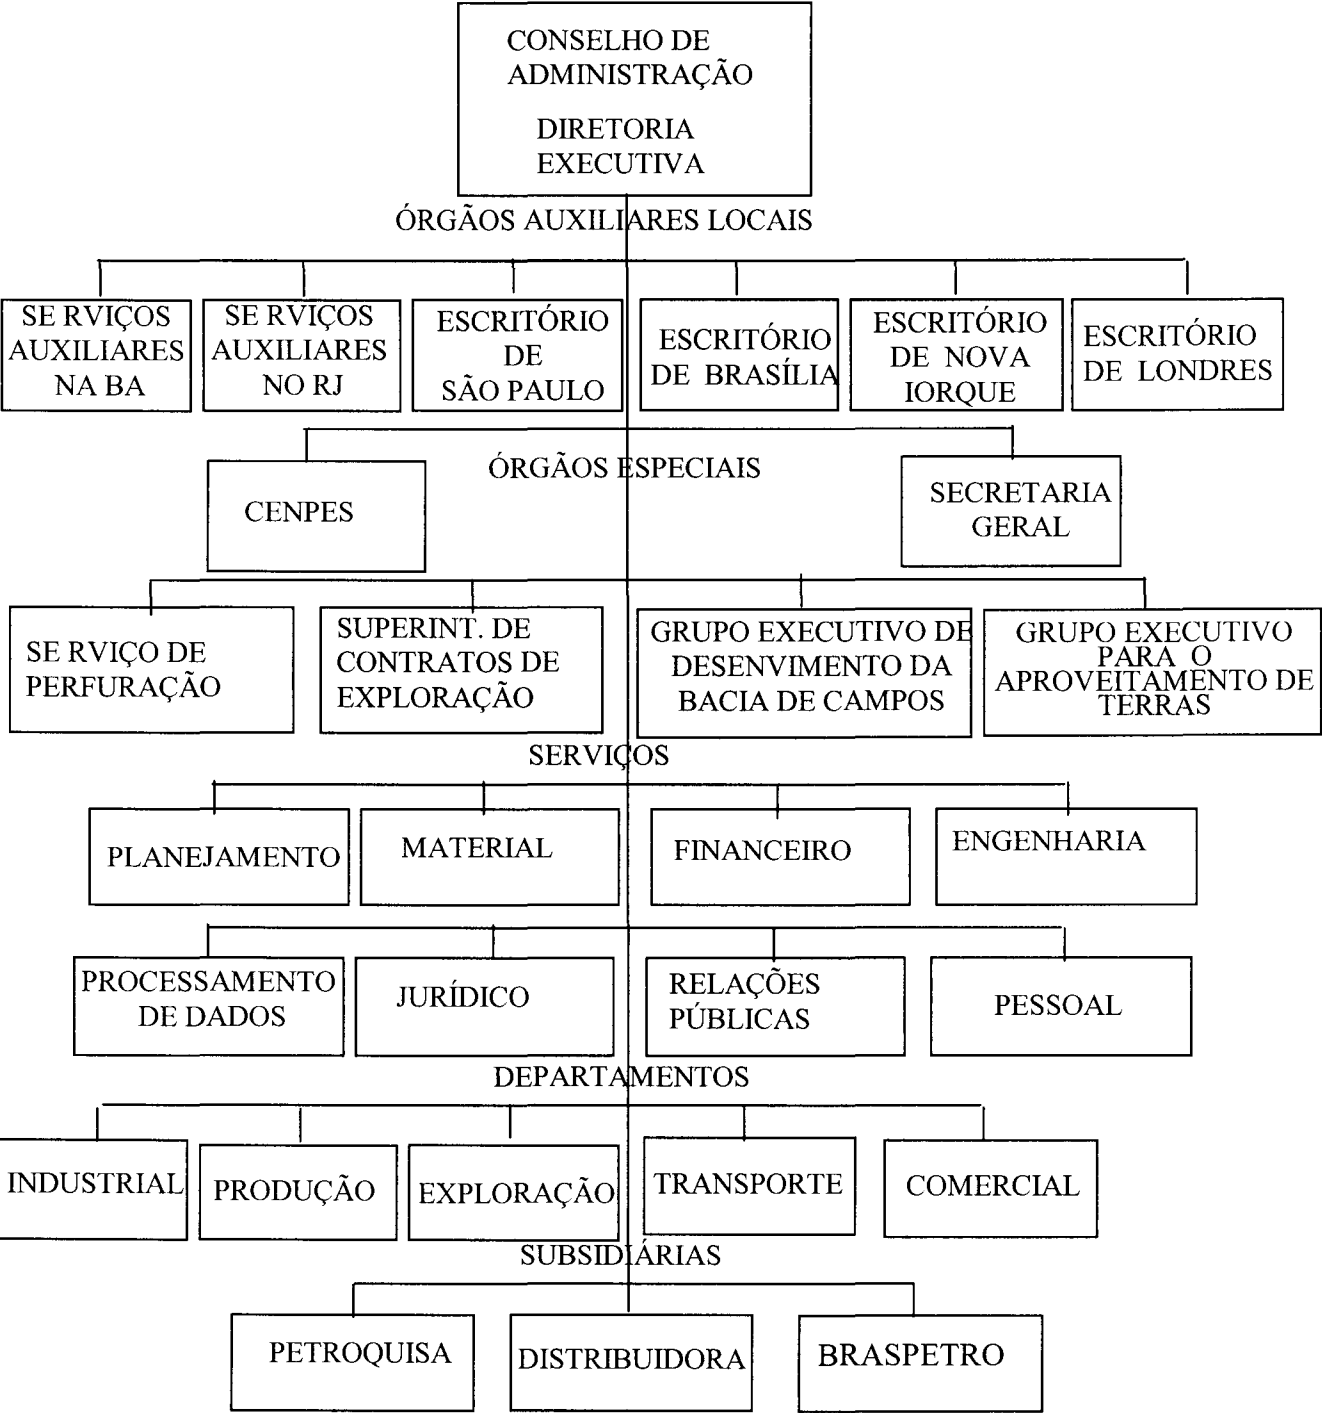 CONSELHO DE
ADMINISTRAÇÃO
DIRETORIA
EXECUTIVA
ÓRGÃOS AUXILIARES LOCAIS
SE RVIÇOS
AUXILIARES
NA BA
SE RVIÇOS
AUXILIARES
NO RJ
ESCRITÓRIO
DE
SÃO PAULO
ESCRITÓRIO
DE BRASÍLIA
ESCRITÓRIO
DE NOVA
IORQUE
ESCRITÓRIO
DE LONDRES
ÓRGÃOS ESPECIAIS
CENPES
SECRETARIA
GERAL
SE RVIÇO DE
PERFURAÇÃO
SUPERINT. DE
CONTRATOS DE
EXPLORAÇÃO
GRUPO EXECUTIVO DE
DESENVIMENTO DA
BACIA DE CAMPOS
GRUPO EXECUTIVO
PARA O
APROVEITAMENTO DE
TERRAS
SERVIÇOS
PLANEJAMENTO
MATERIAL
FINANCEIRO
ENGENHARIA
PROCESSAMENTO
DE DADOS
JURÍDICO
RELAÇÕES
PÚBLICAS
PESSOAL
DEPARTAMENTOS
INDUSTRIAL
PRODUÇÃO
EXPLORAÇÃO
TRANSPORTE
COMERCIAL
SUBSIDIÁRIAS
PETROQUISA
DISTRIBUIDORA
BRASPETRO